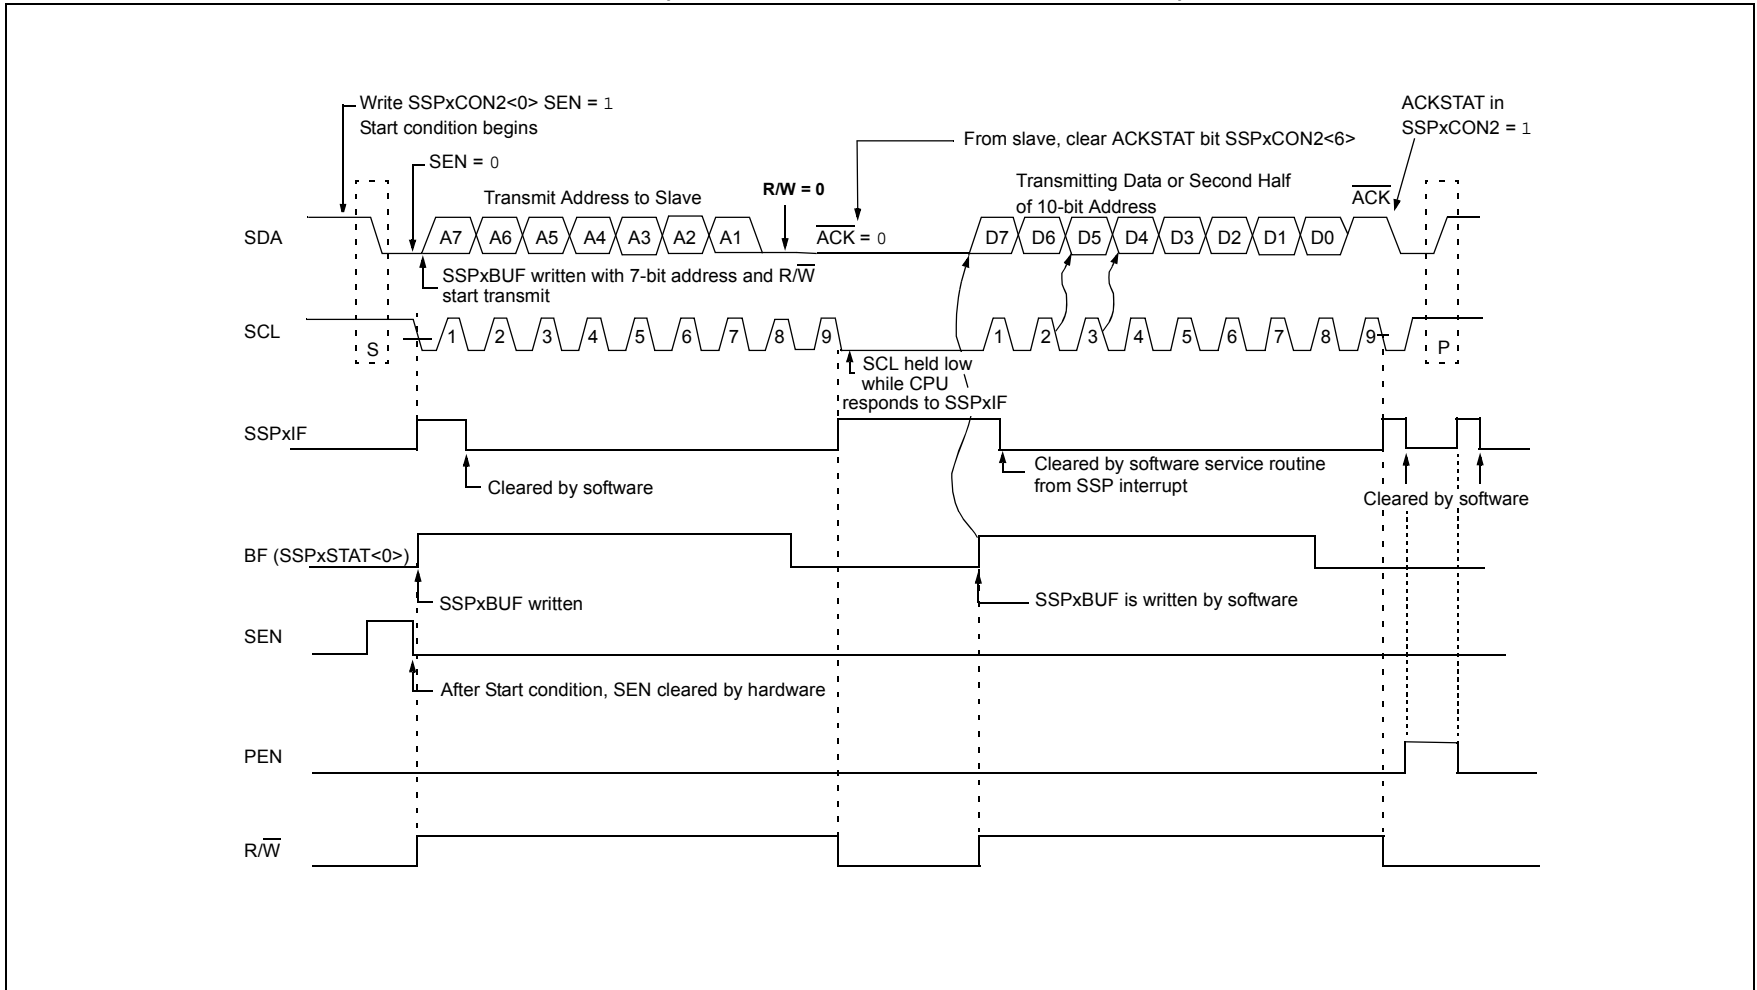 Write SSPxCON2<0> SEN = 1
Start condition begins
ACKSTAT in
SSPxCON2 = 1
From slave, clear ACKSTAT bit SSPxCON2<6>
SEN = 0
Transmit Address to Slave
R/W = 0
Transmitting Data or Second Half
of 10-bit Address
ACK
SDA
A7 A6 A5 A4 A3 A2 A1
ACK = 0
D7 D6 D5 D4 D3 D2 D1 D0
SSPxBUF written with 7-bit address and R/W
start transmit
SCL
S
1 2 3 4 5 6 7 8 9
1 2 3 4 5 6 7 8 9
P
SCL held low
while CPU
responds to SSPxIF
SSPxIF
Cleared by software
Cleared by software service routine
from SSP interrupt
Cleared by software
BF (SSPxSTAT<0>)
SSPxBUF written
SSPxBUF is written by software
SEN
After Start condition, SEN cleared by hardware
PEN
R/W